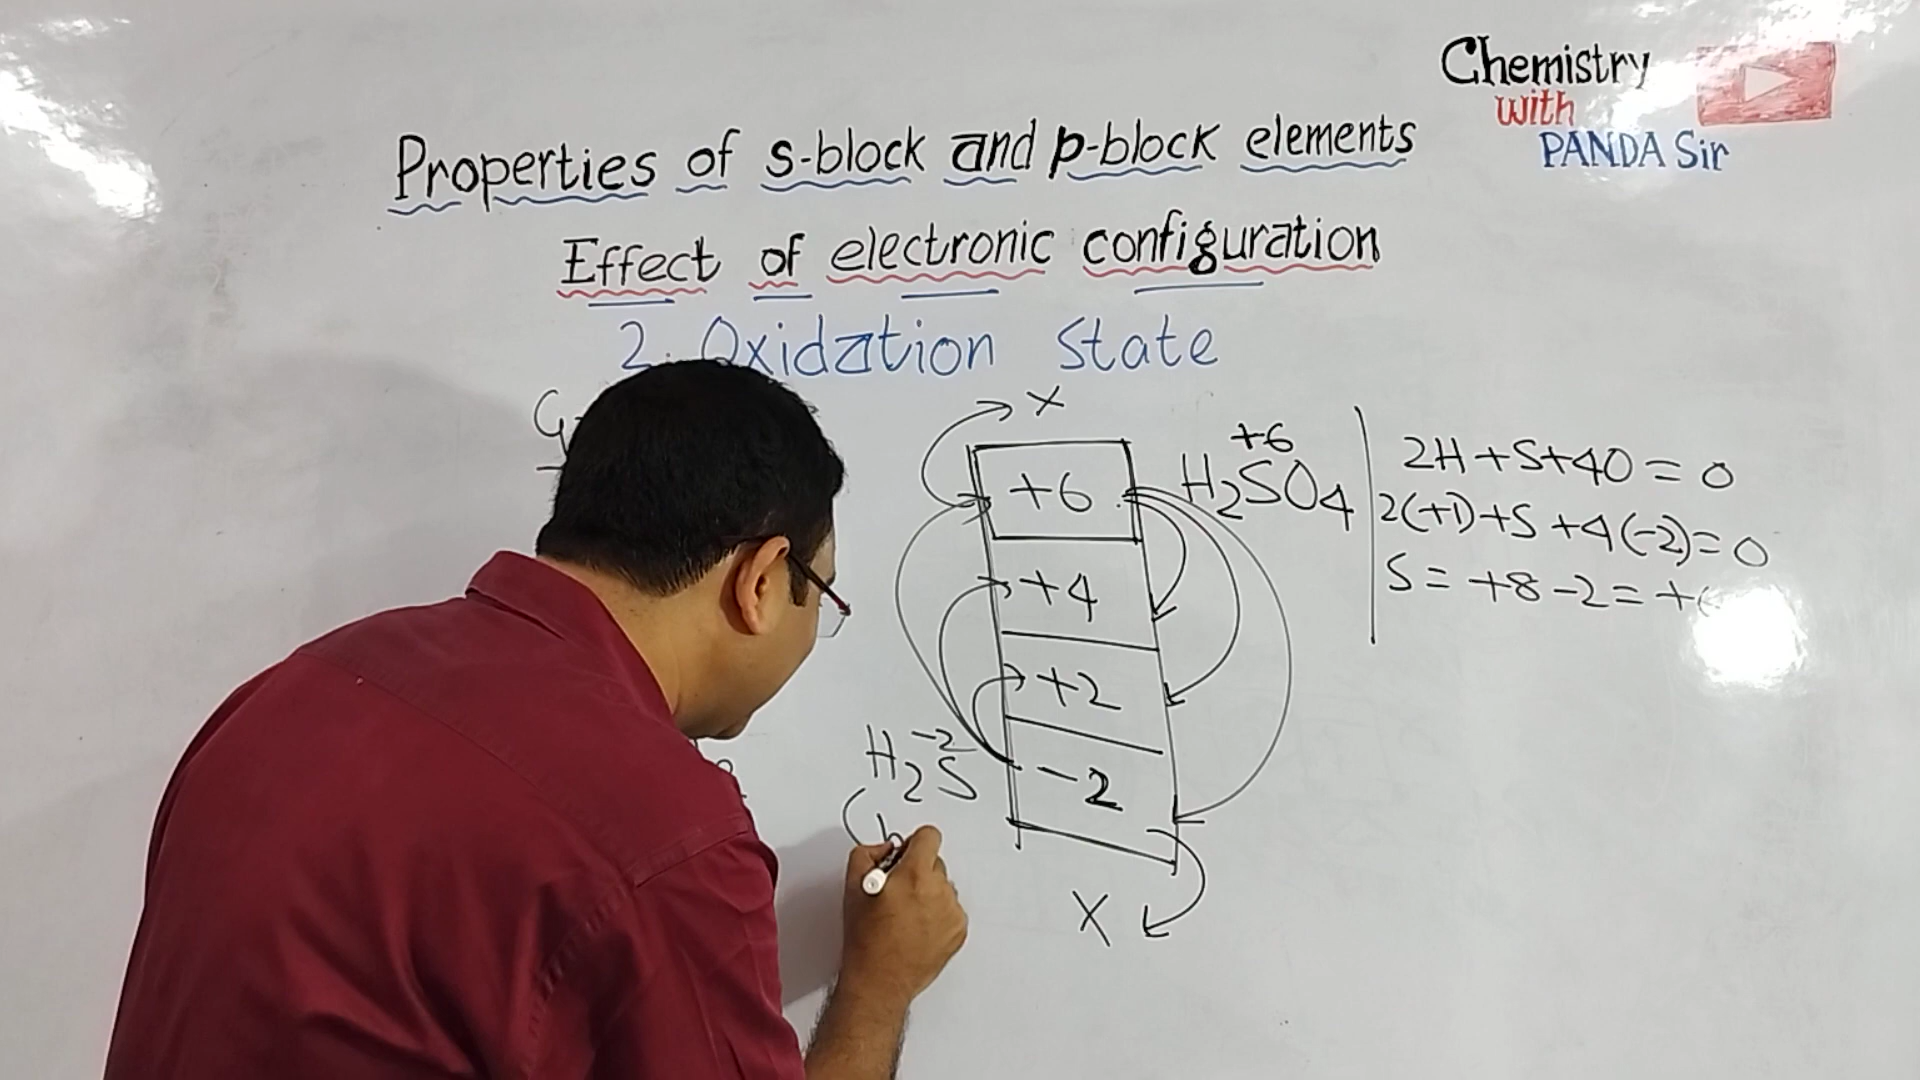 Chemistry
with
PANDA Sir
Properties of s-block and p-block elements
Effect of electronic configuration
2. Oxidation state
X
+6
+4
+2
-2
X
+6
H2SO4
2H+S+4O=0
2(+1)+S+4(-2)=0
S=+8-2=+
-2
H2S